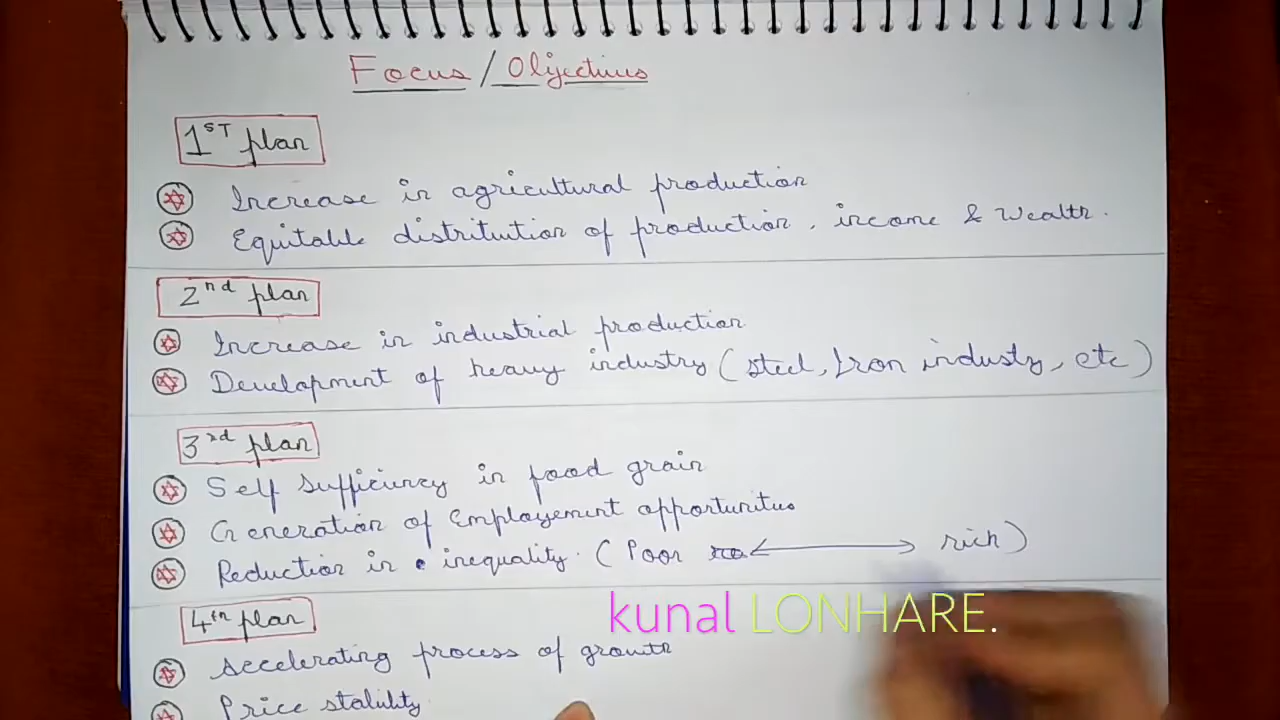 Focus / Objectives
1ST plan
Increase in agricultural production
Equitable distribution of production, income & wealth.
2nd plan
Increase in industrial production
Development of heavy industry (steel, Iron industy, etc)
3rd plan
Self sufficiency in food grain
Generation of Employement opportunities
Reduction in inequality. (Poor ⟷ rich)
kunal LONHARE.
4th plan
Accelerating process of growth
Price stability